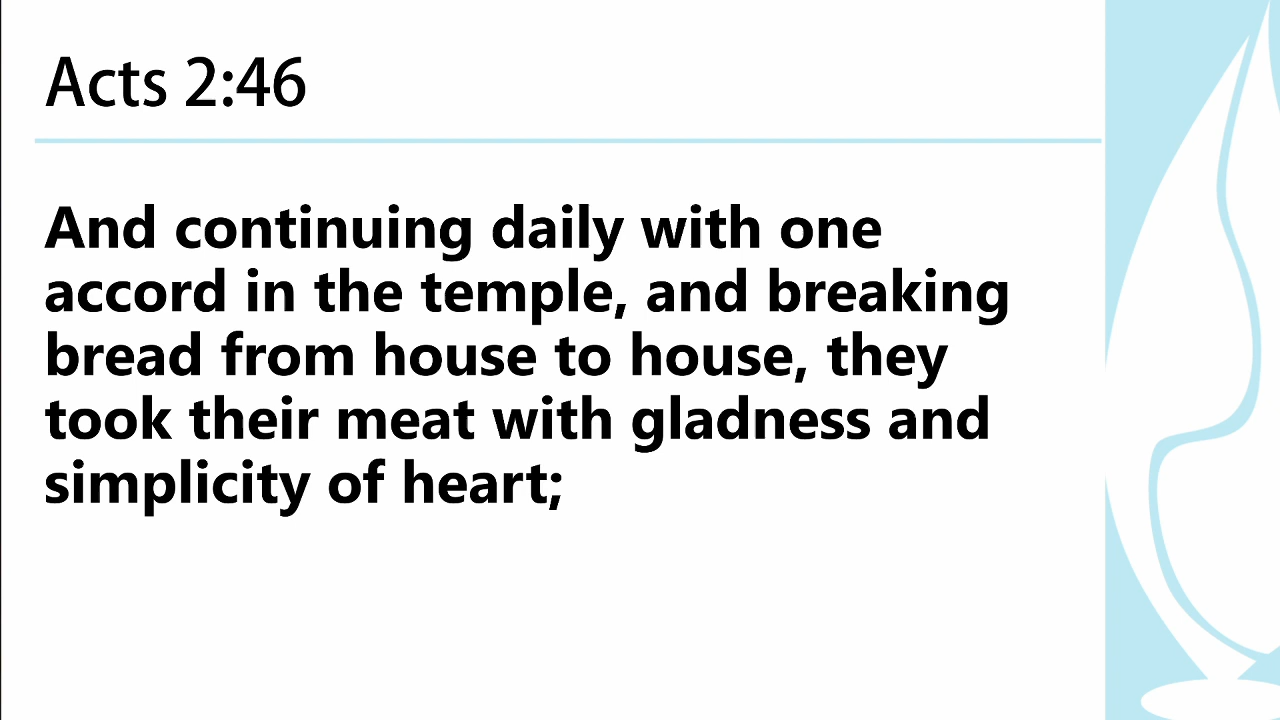 Acts 2:46
And continuing daily with one
accord in the temple, and breaking
bread from house to house, they
took their meat with gladness and
simplicity of heart;